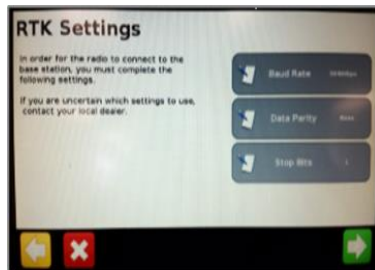 RTK Settings
In order for the radio to connect to the
base station, you must complete the
following settings.
If you are uncertain which settings to use,
contact your local dealer.
Baud Rate
Data Parity
None
Stop Bits
1